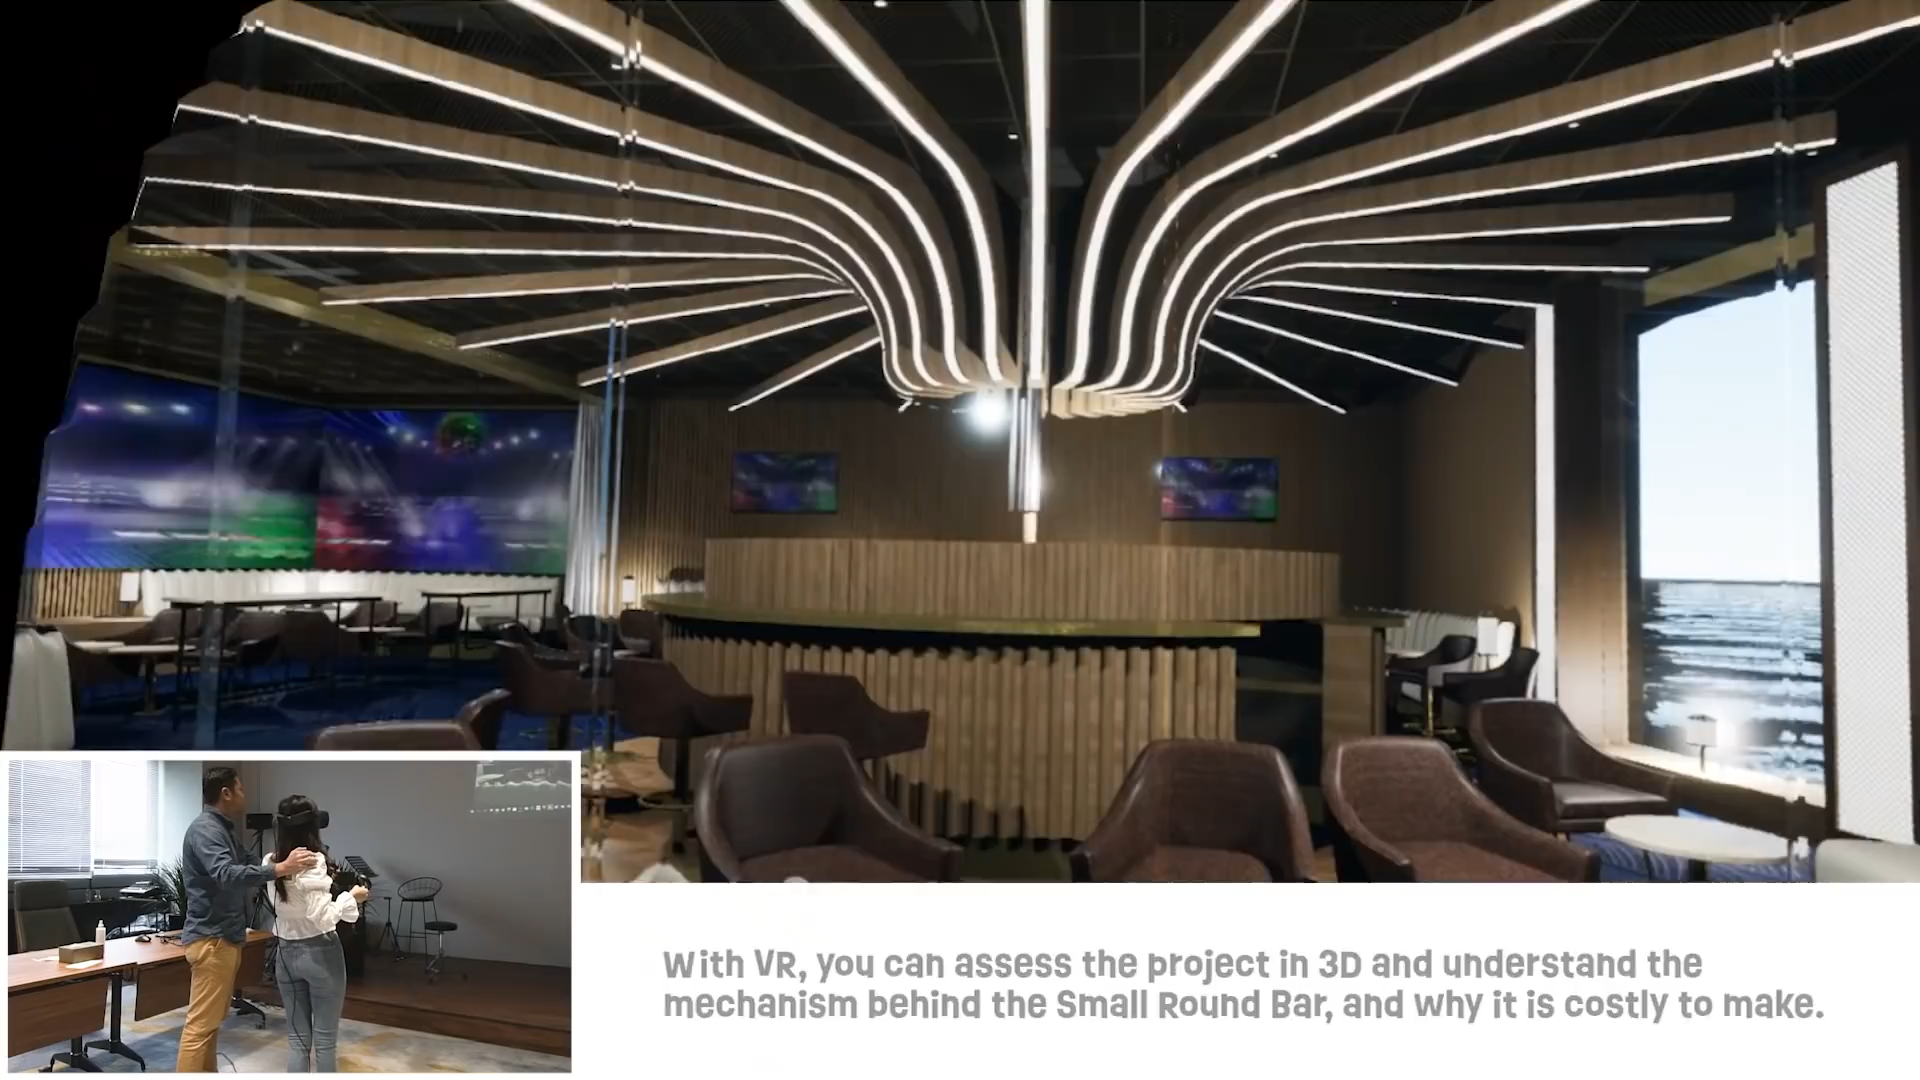 With VR, you can assess the project in 3D and understand the
mechanism behind the Small Round Bar, and why it is costly to make.